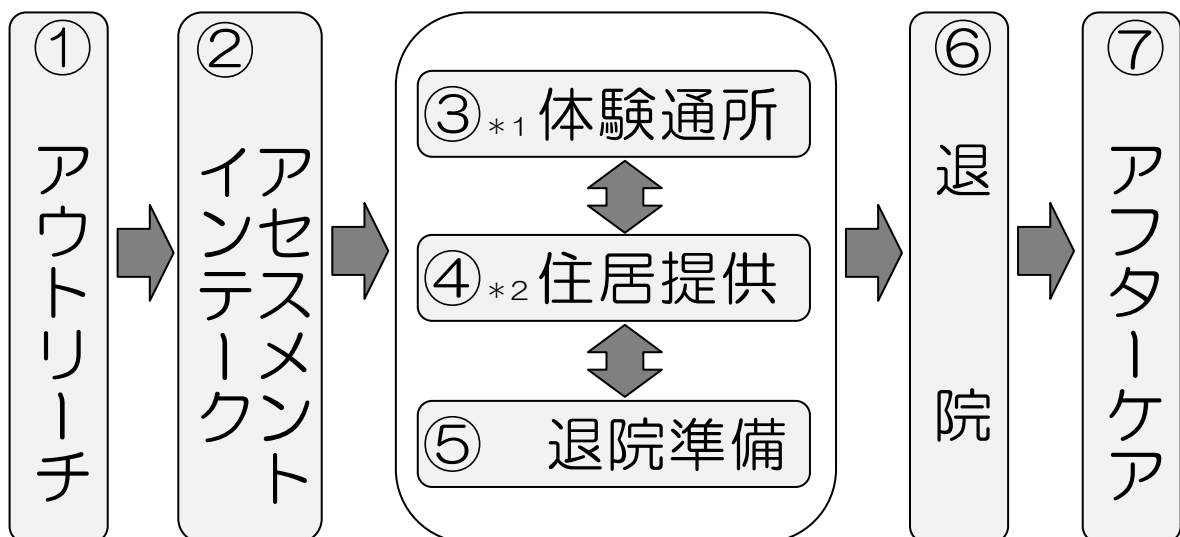 ①
アウトリーチ
②
アセスメント
インテーク
③*1体験通所
④*2住居提供
⑤ 退院準備
⑥
退院
⑦
アフターケア